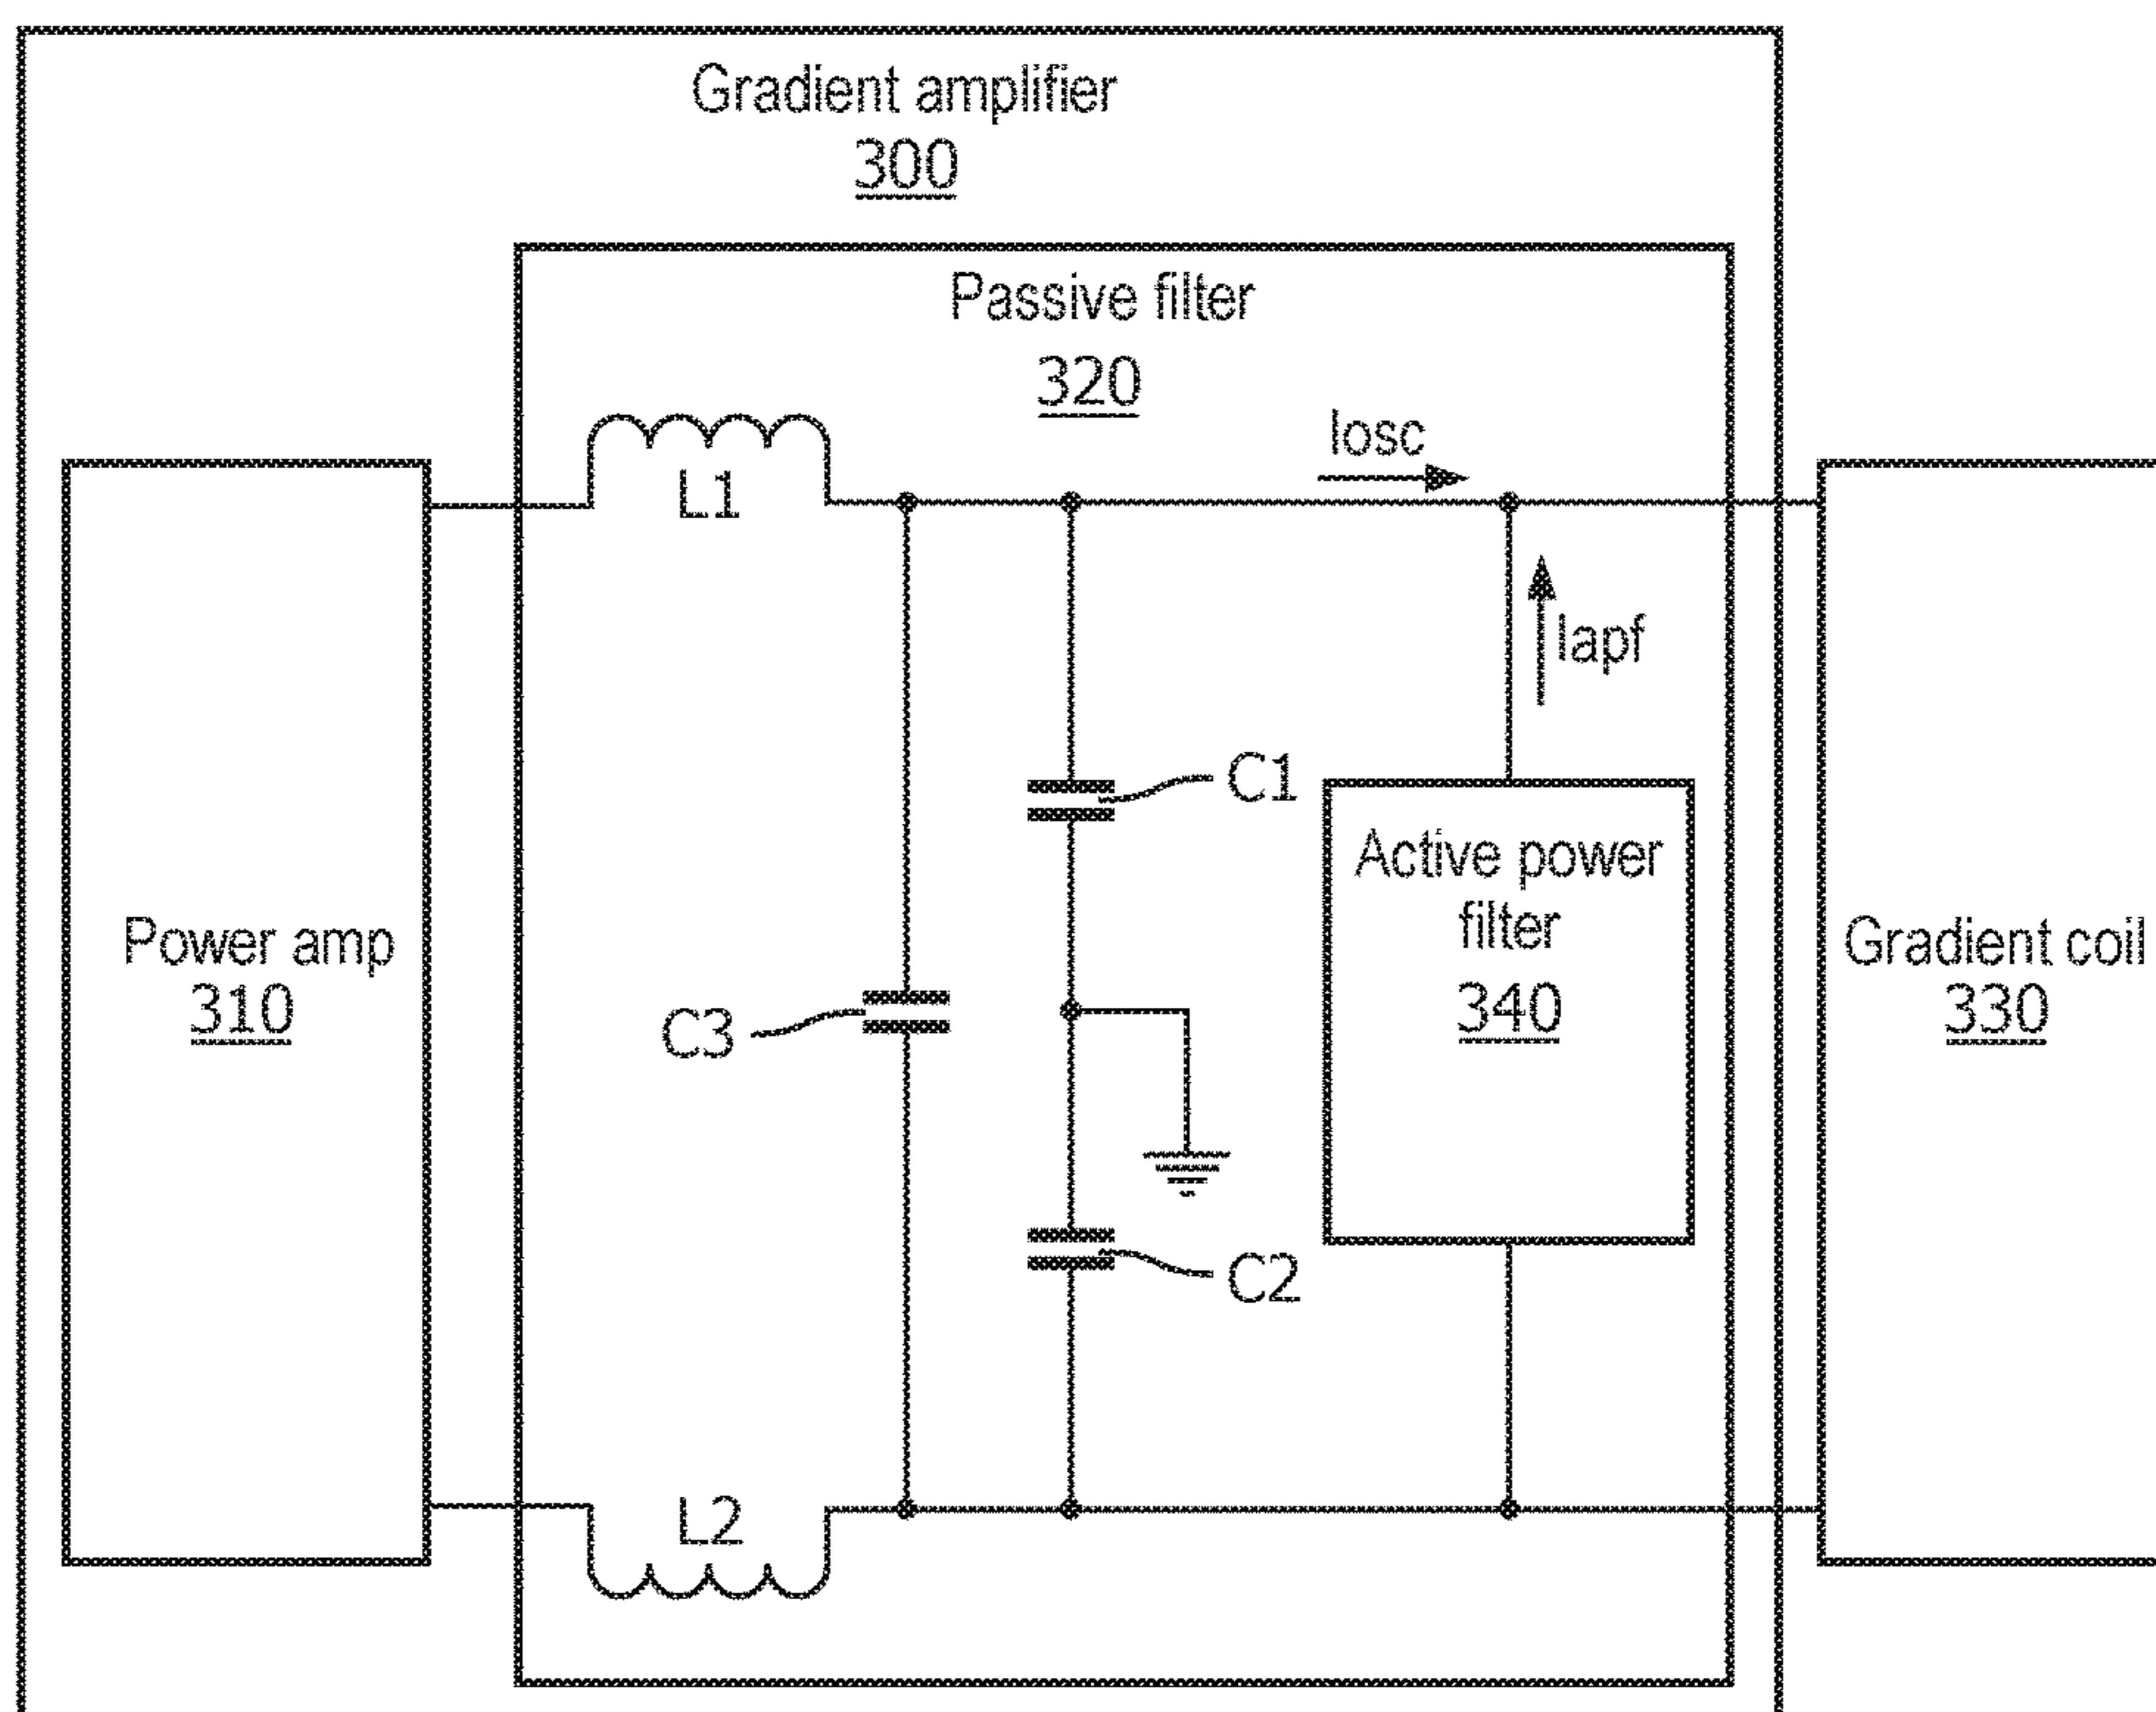 Gradient amplifier
300
Passive filter
320
Iosc
L1
Iapf
C1
Active power
filter
340
Power amp
310
Gradient coil
330
C3
C2
L2